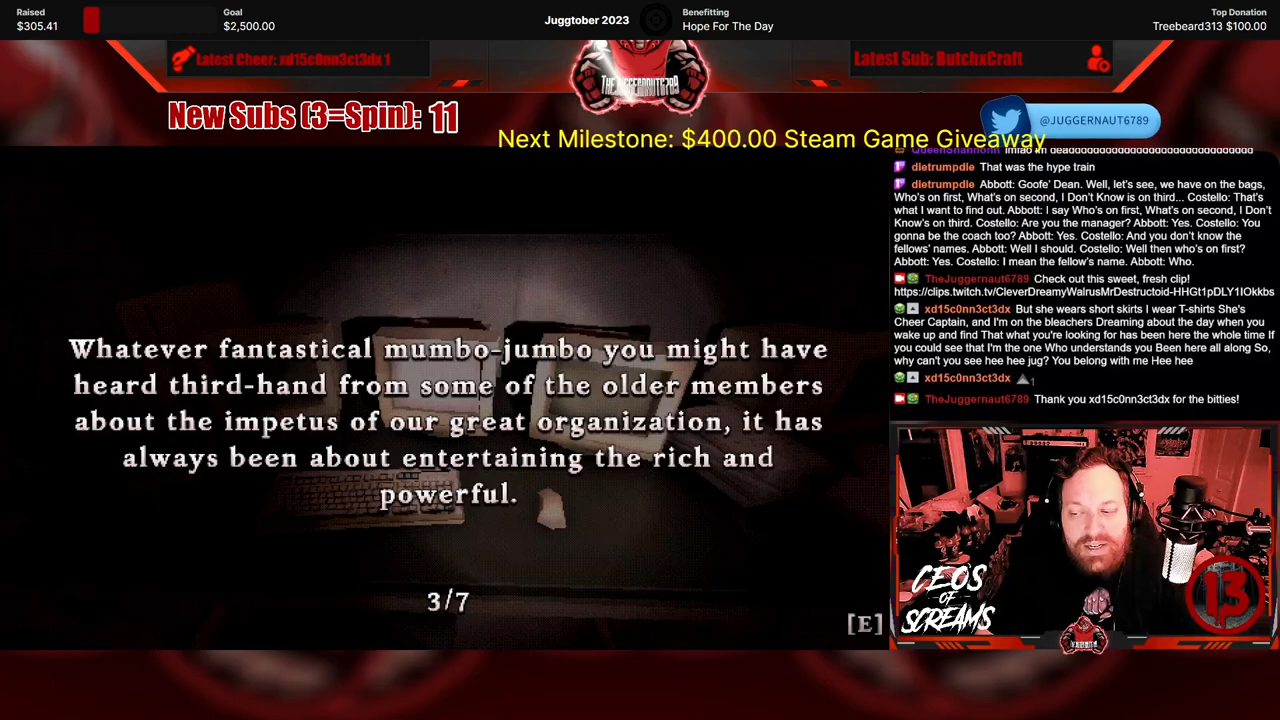 Raised
$305.41
Goal
$2,500.00
Juggtober 2023
Benefitting
Hope For The Day
Top Donation
Treebeard313 $100.00
Latest Cheer: xd15c0nn3ct3dx 1
THEJUGGERNAUT6789
Latest Sub: ButchxCraft
New Subs (3=Spin): 11
@JUGGERNAUT6789
Next Milestone: $400.00 Steam Game Giveaway
dietrumpdie That was the hype train
dietrumpdie Abbott: Goofe' Dean. Well, let's see, we have on the bags,
Who's on first, What's on second, I Don't Know is on third... Costello: That's
what I want to find out. Abbott: I say Who's on first, What's on second, I Don't
Know's on third. Costello: Are you the manager? Abbott: Yes. Costello: You
gonna be the coach too? Abbott: Yes. Costello: And you don't know the
fellows' names. Abbott: Well I should. Costello: Well then who's on first?
Abbott: Yes. Costello: I mean the fellow's name. Abbott: Who.
TheJuggernaut6789 Check out this sweet, fresh clip!
https://clips.twitch.tv/CleverDreamyWalrusMrDestructoid-HHGt1pDLY1IOkkbs
xd15c0nn3ct3dx But she wears short skirts I wear T-shirts She's
Cheer Captain, and I'm on the bleachers Dreaming about the day when you
wake up and find That what you're looking for has been here the whole time If
you could see that I'm the one Who understands you Been here all along So,
why can't you see hee hee jug? You belong with me Hee hee
xd15c0nn3ct3dx 1
TheJuggernaut6789 Thank you xd15c0nn3ct3dx for the bitties!
Whatever fantastical mumbo-jumbo you might have
heard third-hand from some of the older members
about the impetus of our great organization, it has
always been about entertaining the rich and
powerful.
3/7
[E]
CEOS
OF
SCREAMS
13